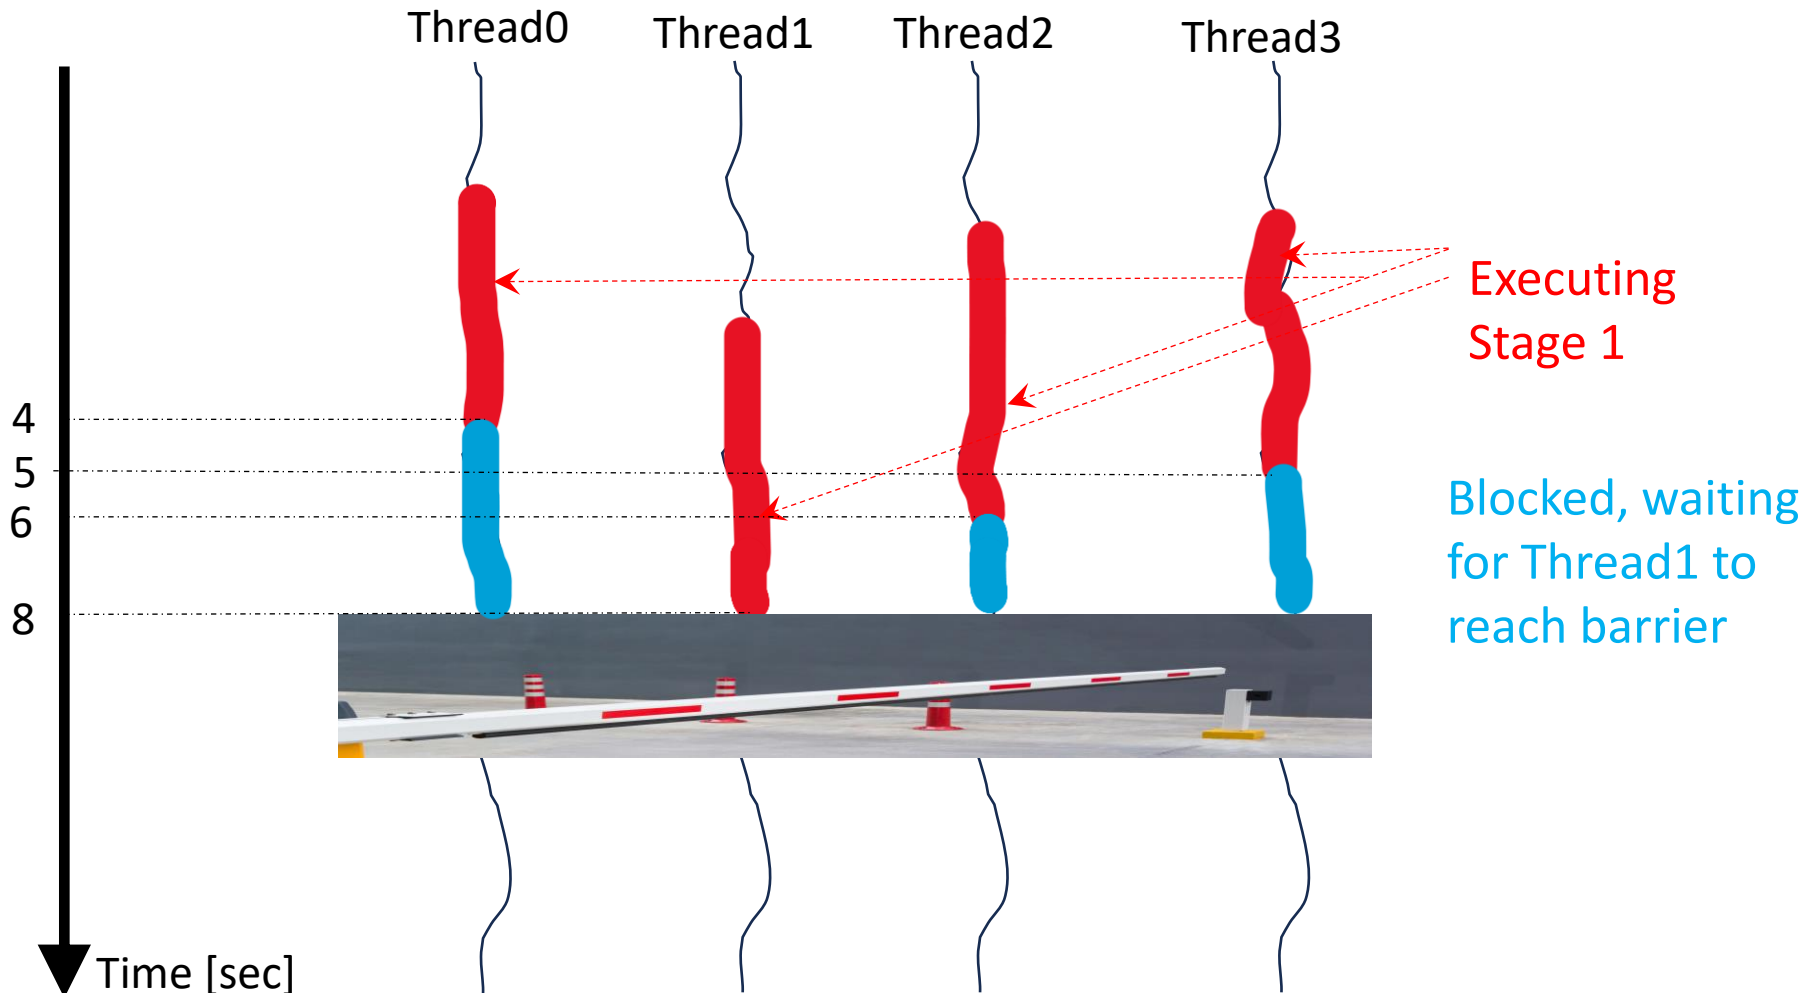 Thread0
Thread1
Thread2
Thread3
Executing
Stage 1
4
5
6
8
Blocked, waiting
for Thread1 to
reach barrier
Time [sec]